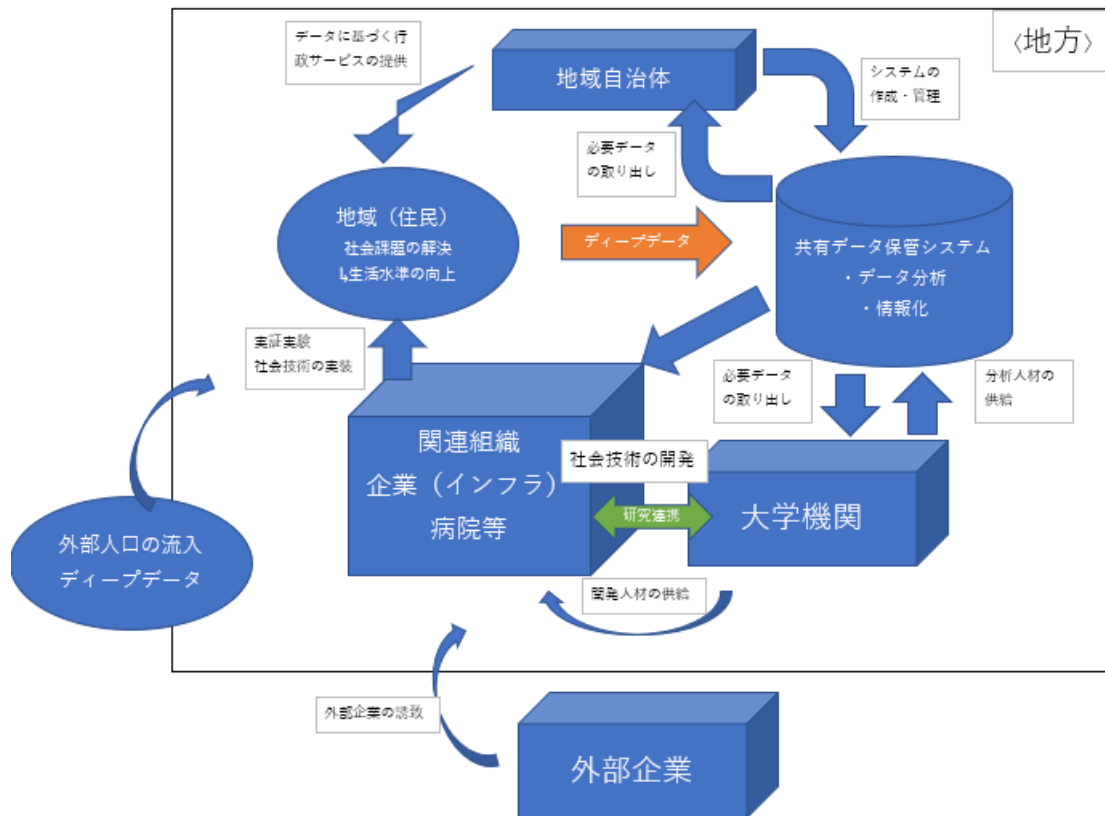 〈地方〉
データに基づく行
政サービスの提供
地域自治体
システムの
作成・管理
必要データ
の取り出し
地域（住民）
社会課題の解決
↳生活水準の向上
ディープデータ
共有データ保管システム
・データ分析
・情報化
実証実験
社会技術の実装
必要データ
の取り出し
分析人材の
供給
関連組織
企業（インフラ）
病院等
社会技術の開発
研究連携
大学機関
外部人口の流入
ディープデータ
開発人材の供給
外部企業の誘致
外部企業